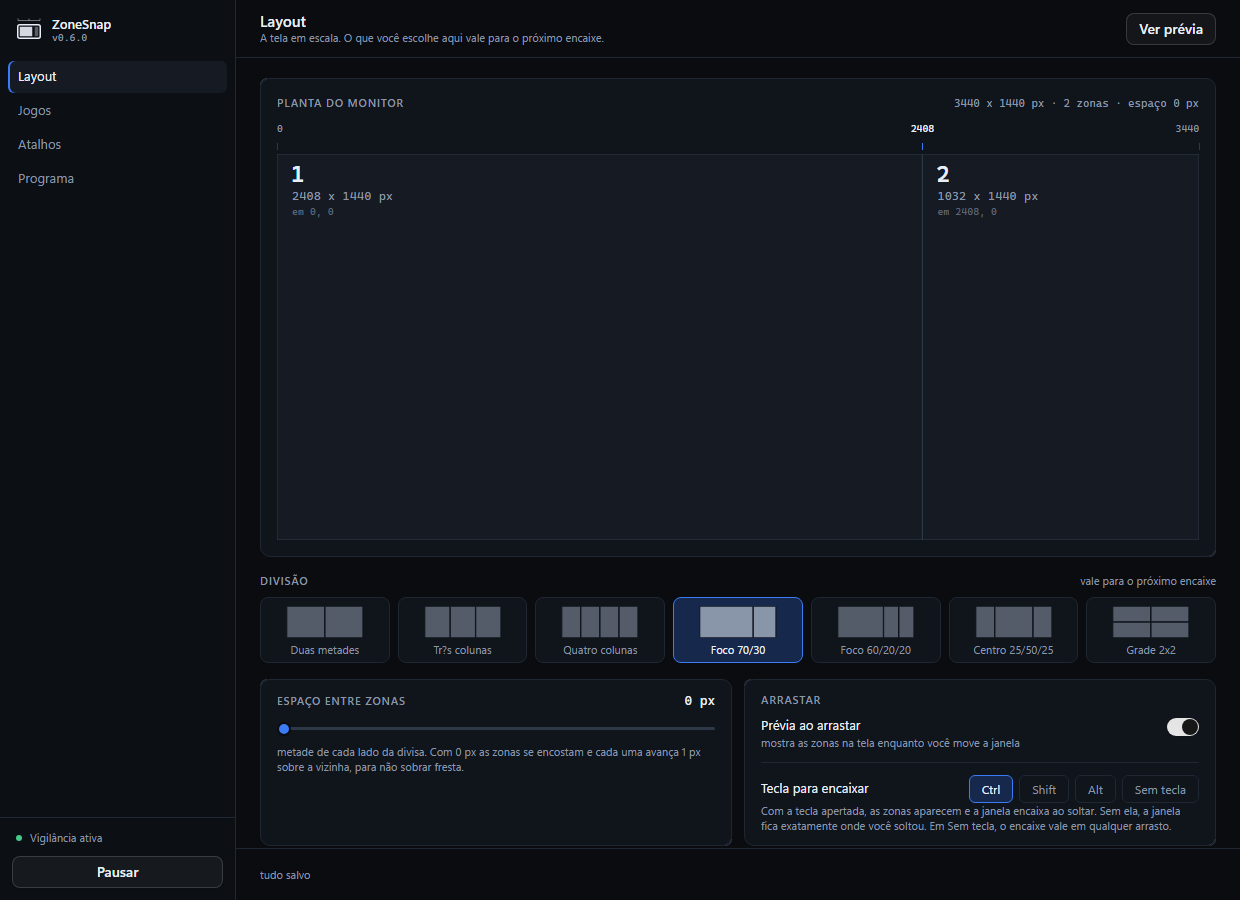 ZoneSnap
v0.6.0
Layout
Jogos
Atalhos
Programa
Vigilância ativa
Pausar
Layout
A tela em escala. O que você escolhe aqui vale para o próximo encaixe.
Ver prévia
PLANTA DO MONITOR
3440 x 1440 px · 2 zonas · espaço 0 px
0
2408
3440
1
2408 x 1440 px
em 0, 0
2
1032 x 1440 px
em 2408, 0
DIVISÃO
vale para o próximo encaixe
Duas metades
Tr?s colunas
Quatro colunas
Foco 70/30
Foco 60/20/20
Centro 25/50/25
Grade 2x2
ESPAÇO ENTRE ZONAS
0 px
metade de cada lado da divisa. Com 0 px as zonas se encostam e cada uma avança 1 px
sobre a vizinha, para não sobrar fresta.
ARRASTAR
Prévia ao arrastar
mostra as zonas na tela enquanto você move a janela
Tecla para encaixar
Ctrl
Shift
Alt
Sem tecla
Com a tecla apertada, as zonas aparecem e a janela encaixa ao soltar. Sem ela, a janela
fica exatamente onde você soltou. Em Sem tecla, o encaixe vale em qualquer arrasto.
tudo salvo